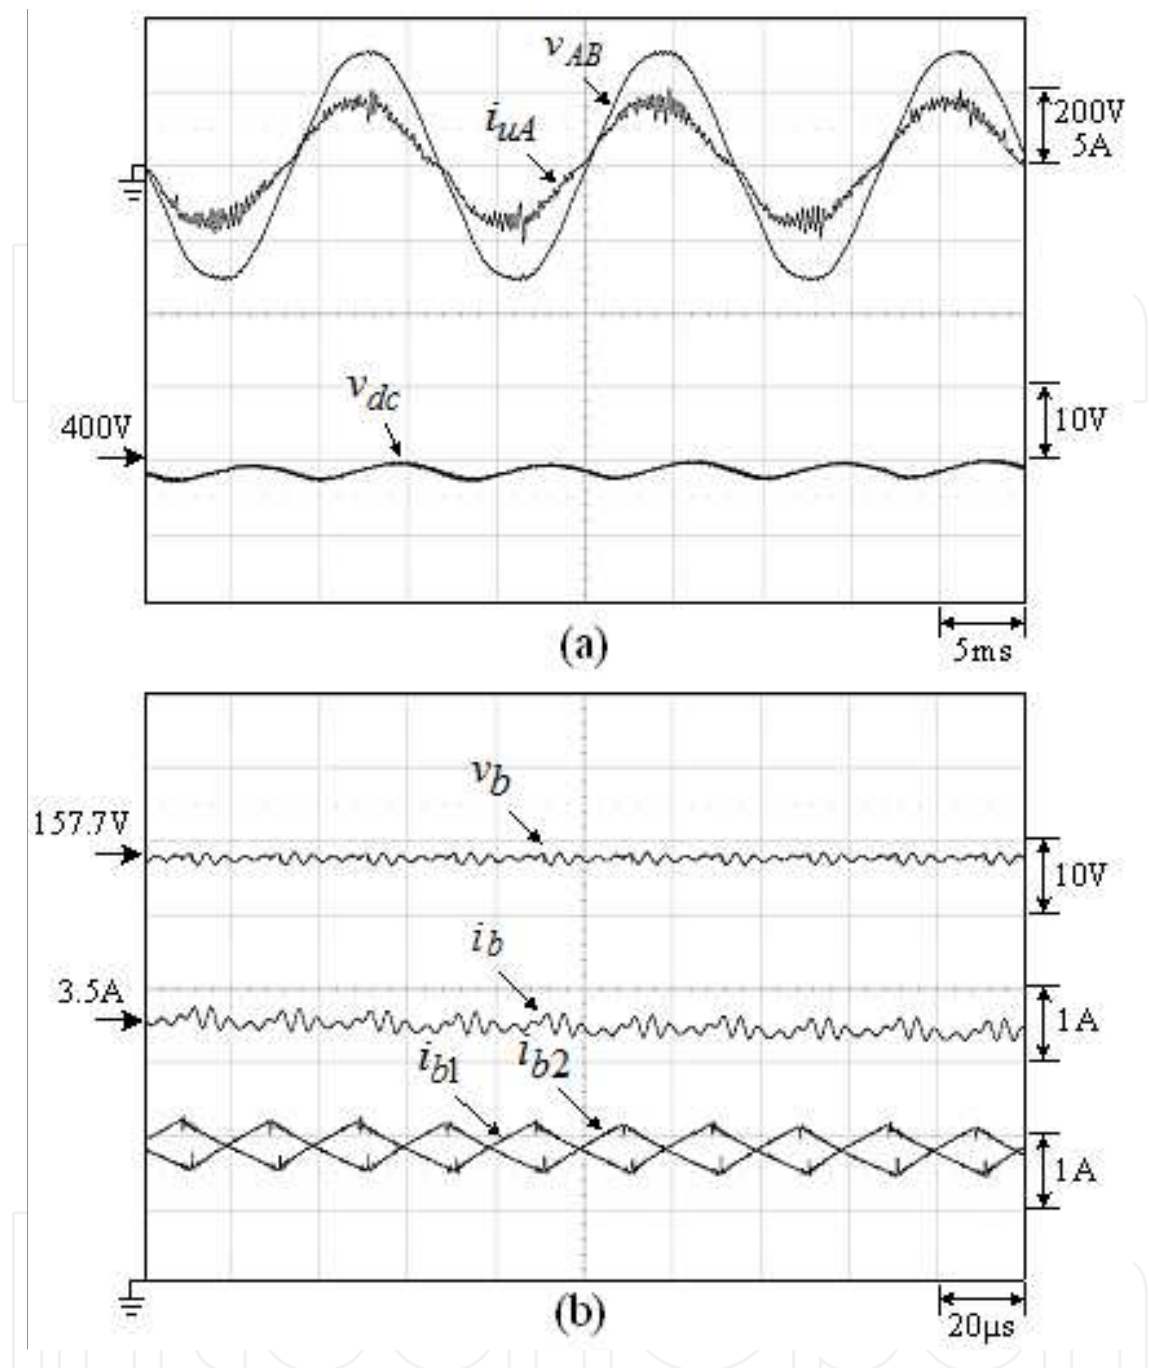 v_AB
i_uA
200V
5A
v_dc
400V
10V
5ms
(a)
v_b
157.7V
10V
i_b
3.5A
1A
i_b1 i_b2
1A
20µs
(b)